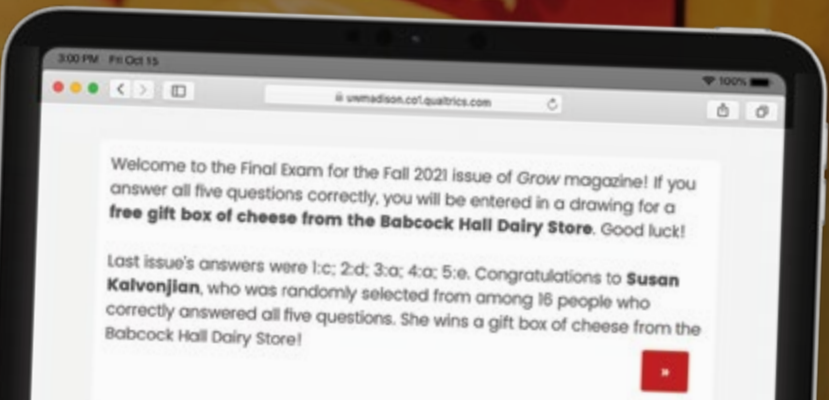 3:00 PM Fri Oct 15
100%
uwmadison.co1.qualtrics.com
Welcome to the Final Exam for the Fall 2021 issue of Grow magazine! If you
answer all five questions correctly, you will be entered in a drawing for a
free gift box of cheese from the Babcock Hall Dairy Store. Good luck!
Last issue's answers were 1:c; 2:d; 3:a; 4:a; 5:e. Congratulations to Susan
Kalvonjian, who was randomly selected from among 16 people who
correctly answered all five questions. She wins a gift box of cheese from the
Babcock Hall Dairy Store!
»